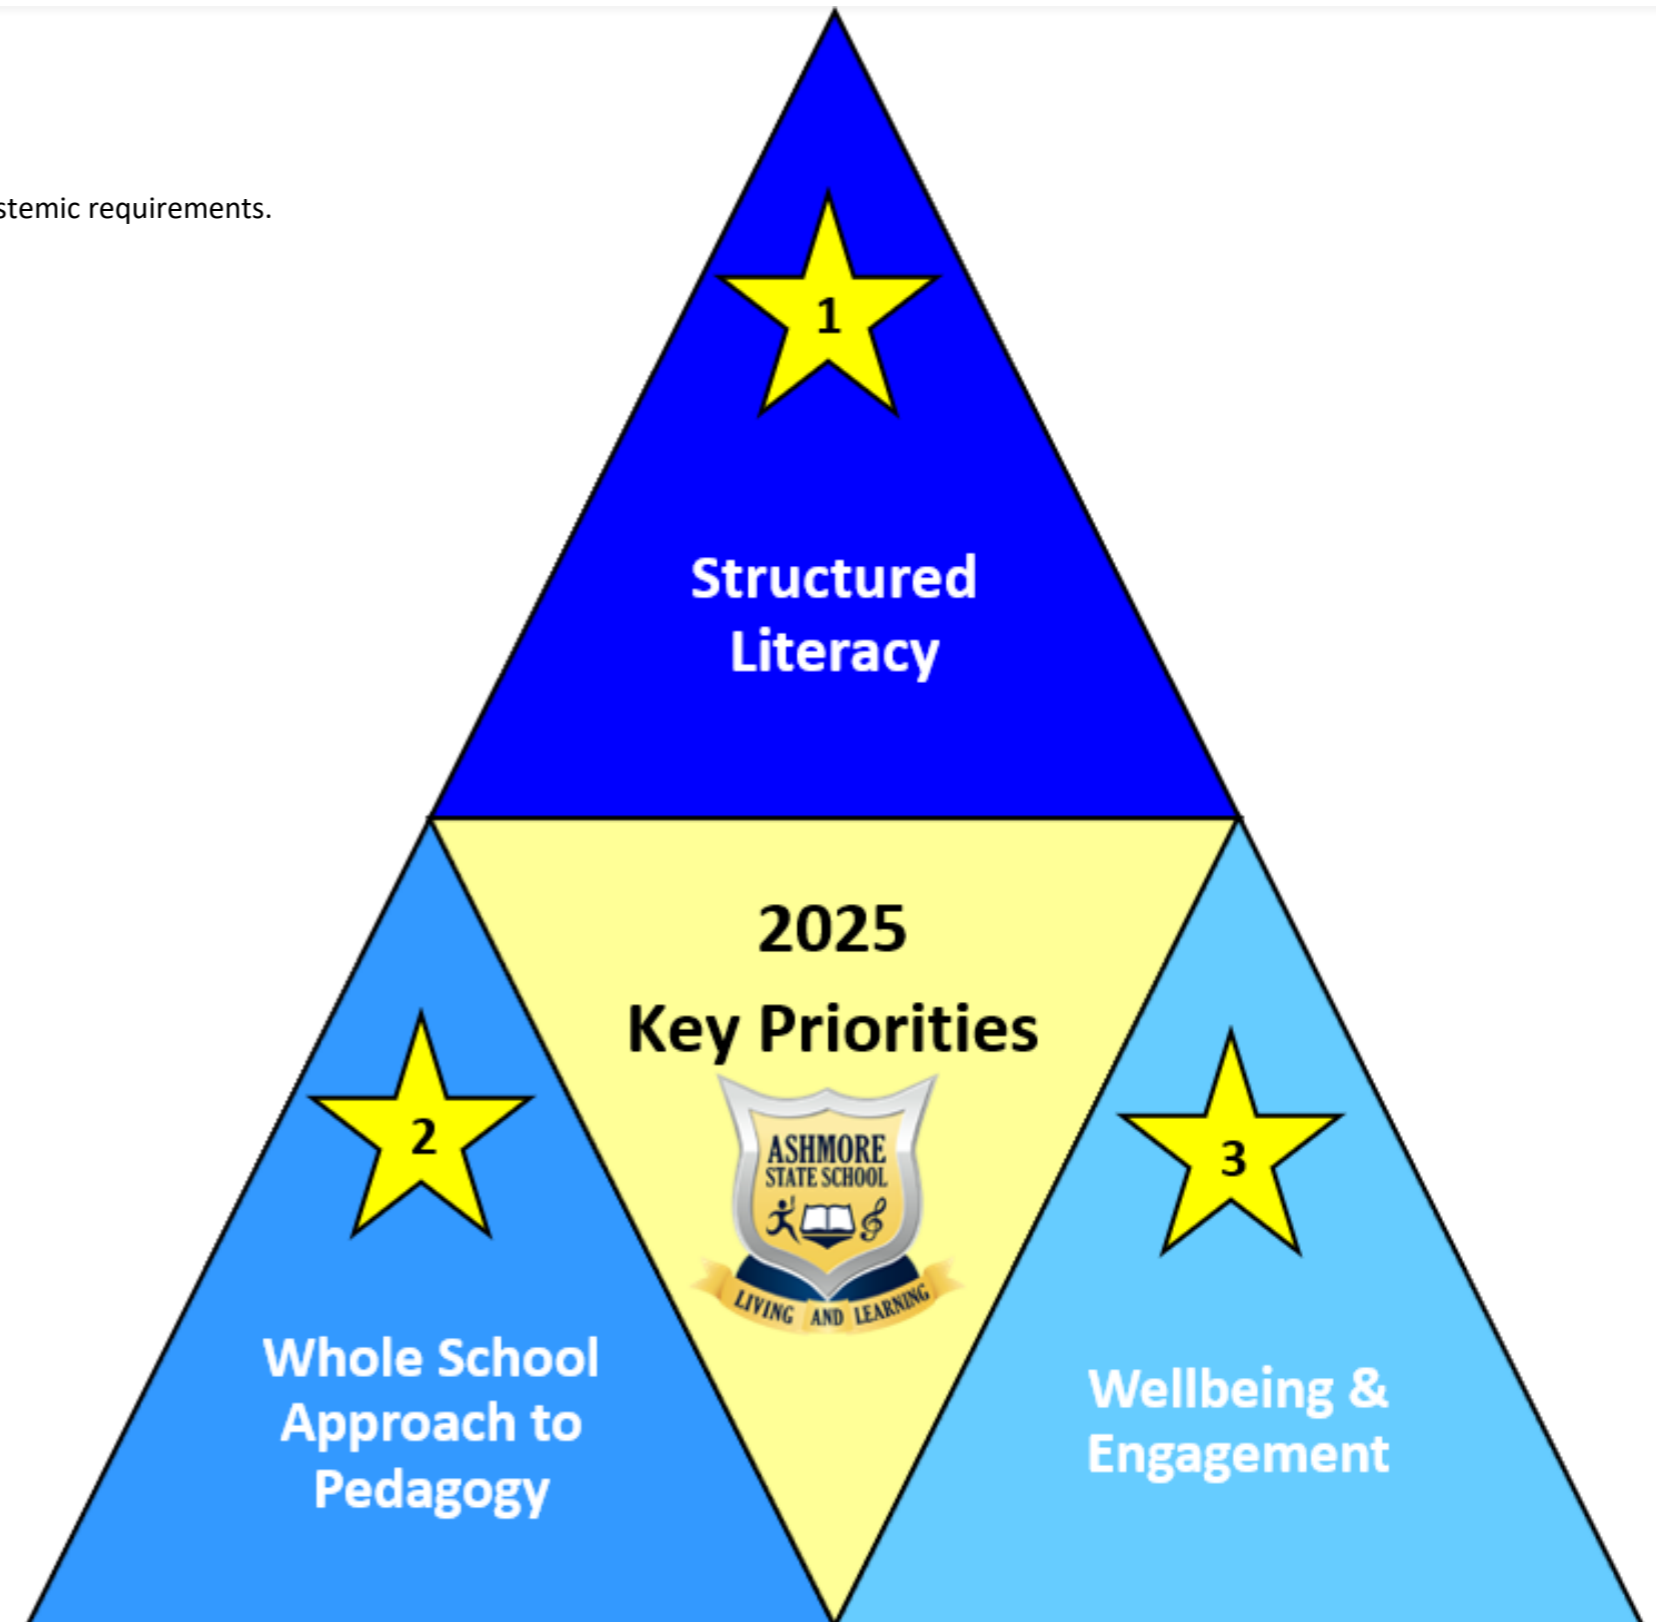 stemic requirements.
1
Structured
Literacy
2025
Key Priorities
ASHMORE
STATE SCHOOL
LIVING AND LEARNING
2
Whole School
Approach to
Pedagogy
3
Wellbeing &
Engagement